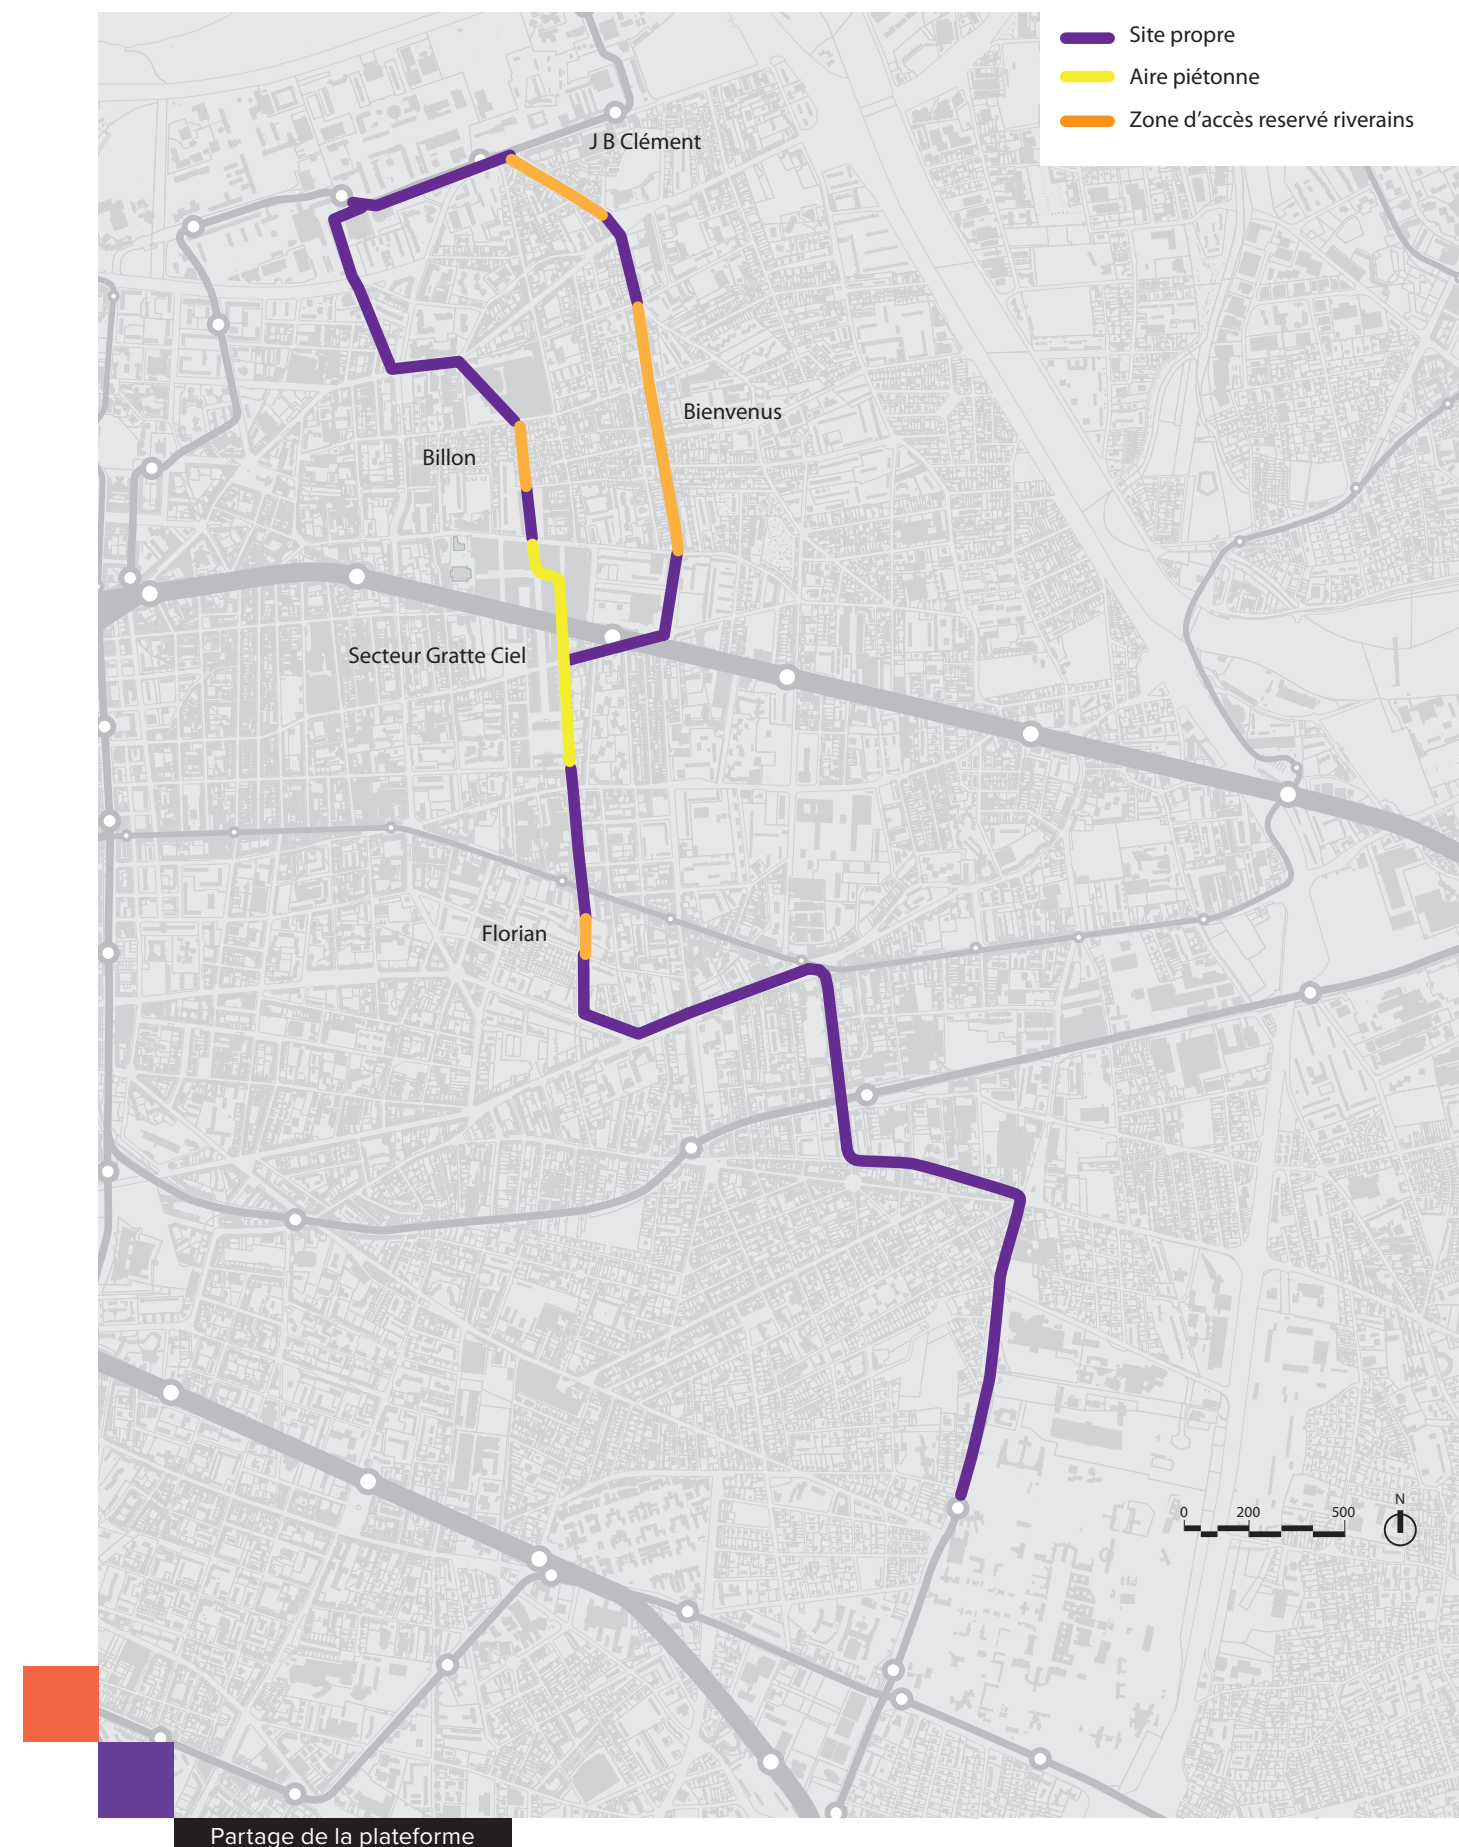 Site propre
Aire piétonne
Zone d'accès reservé riverains
J B Clément
Bienvenus
Billon
Secteur Gratte Ciel
Florian
0 200 500
N
Partage de la plateforme